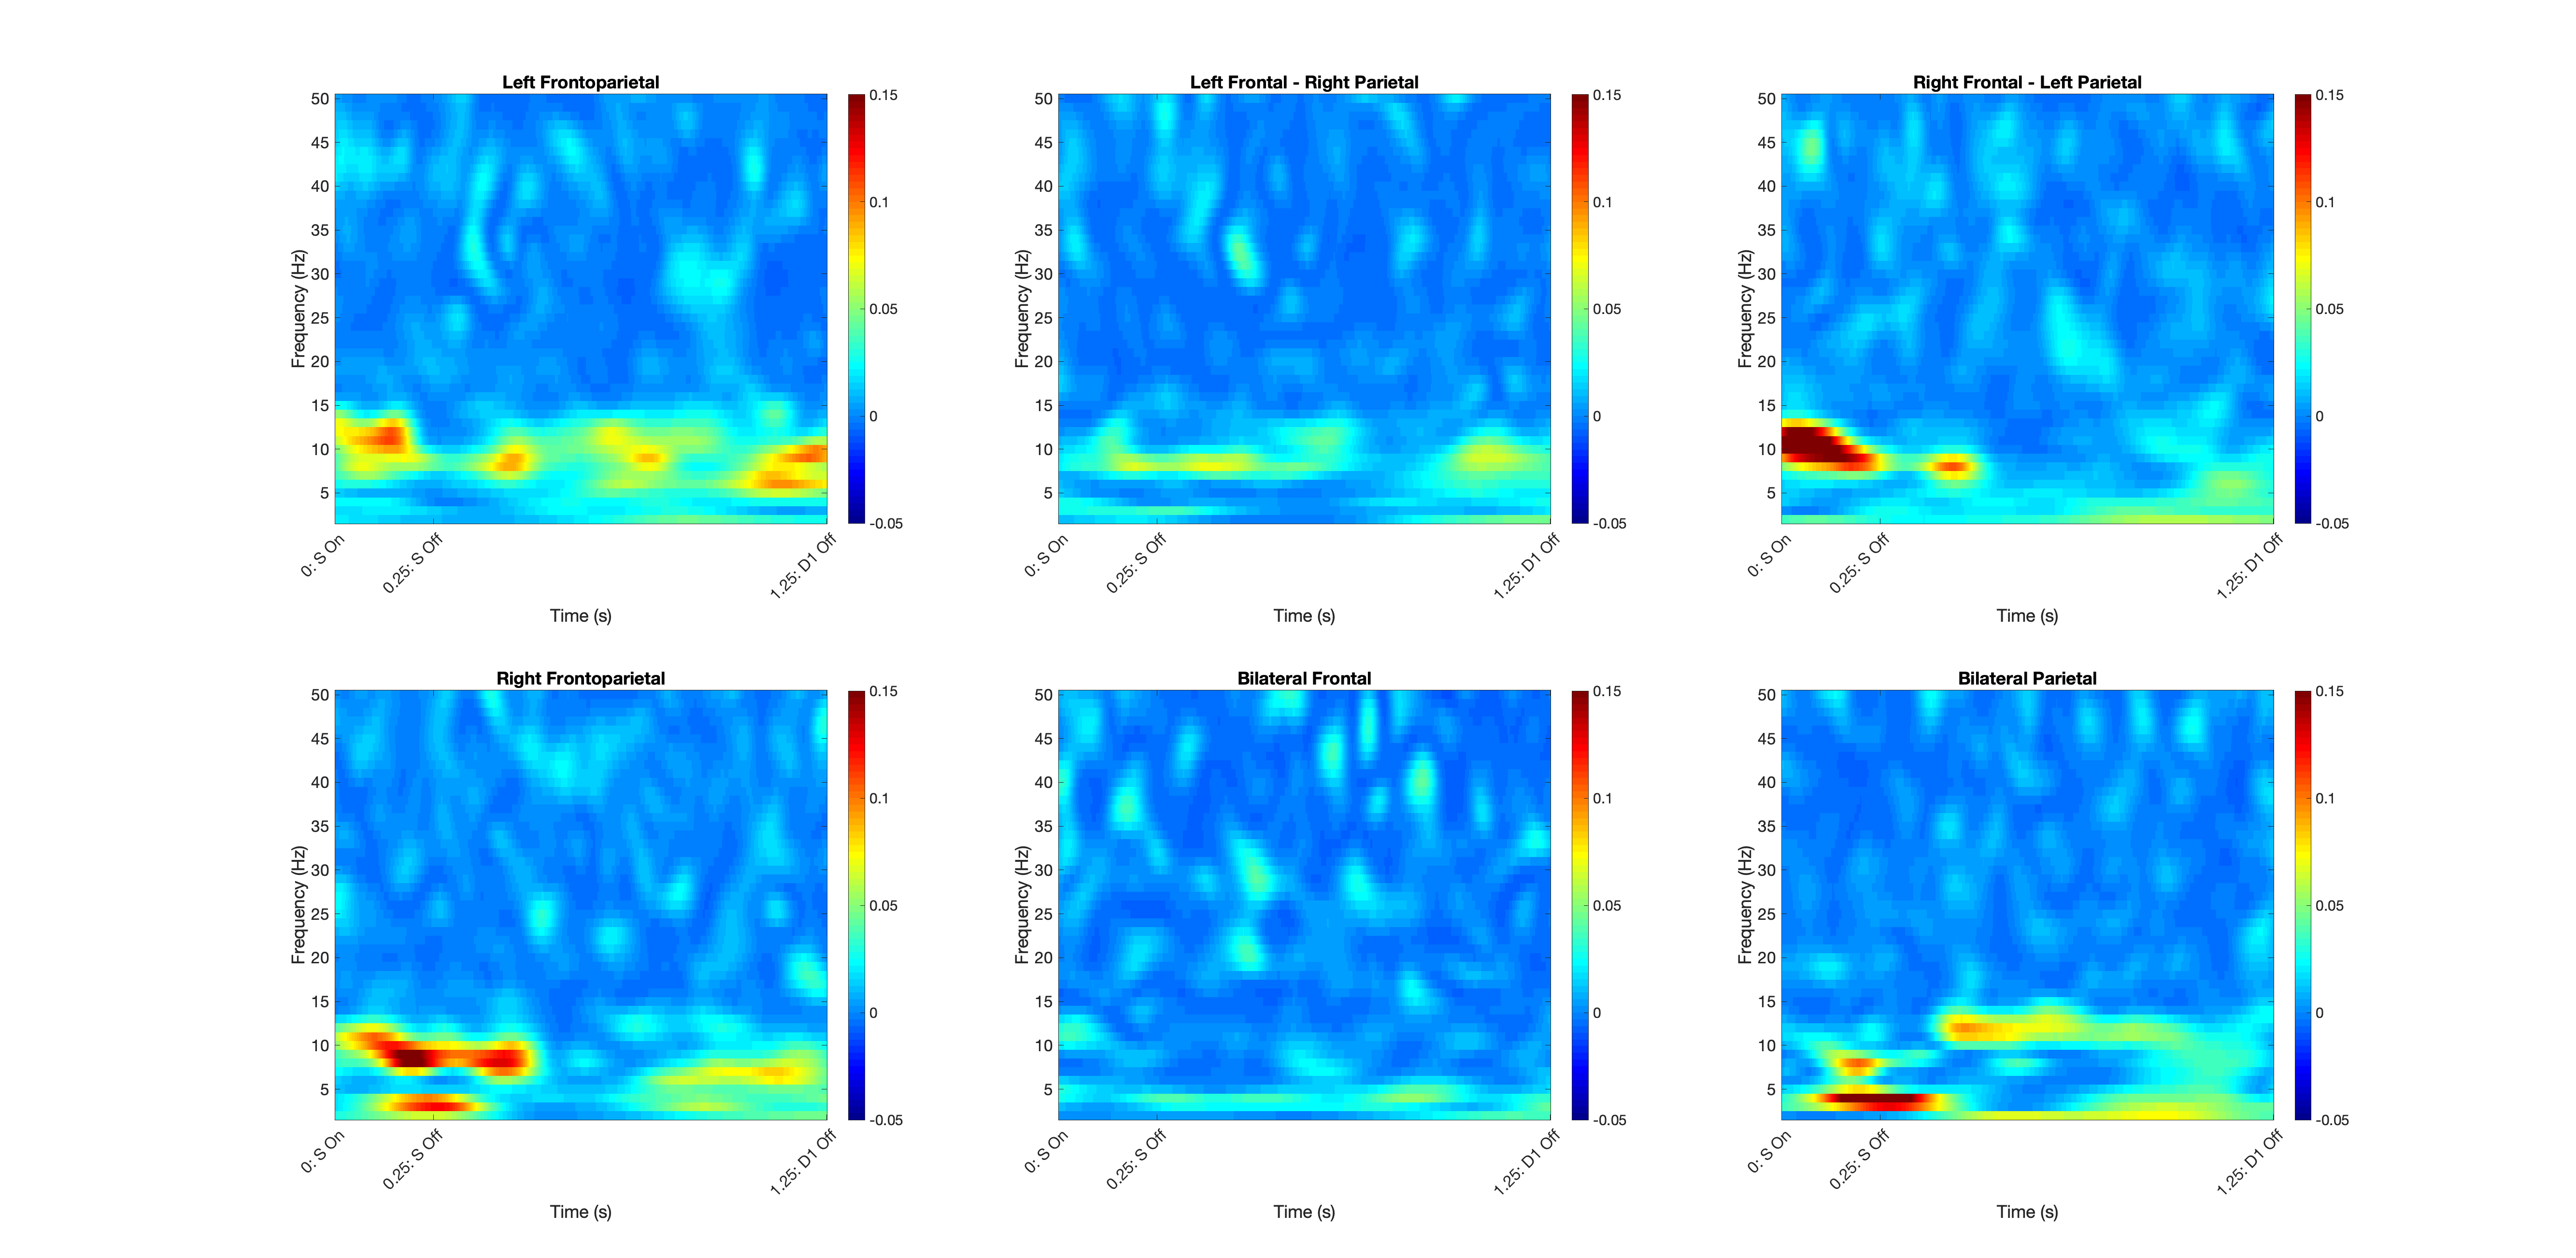 Left Frontoparietal
50
45
40
35
30
25
20
15
10
5
Frequency (Hz)
0: S On
0.25: S Off
1.25: D1 Off
Time (s)
0.15
0.1
0.05
0
-0.05
Left Frontal - Right Parietal
50
45
40
35
30
25
20
15
10
5
Frequency (Hz)
0: S On
0.25: S Off
1.25: D1 Off
Time (s)
0.15
0.1
0.05
0
-0.05
Right Frontal - Left Parietal
50
45
40
35
30
25
20
15
10
5
Frequency (Hz)
0: S On
0.25: S Off
1.25: D1 Off
Time (s)
0.15
0.1
0.05
0
-0.05
Right Frontoparietal
50
45
40
35
30
25
20
15
10
5
Frequency (Hz)
0: S On
0.25: S Off
1.25: D1 Off
Time (s)
0.15
0.1
0.05
0
-0.05
Bilateral Frontal
50
45
40
35
30
25
20
15
10
5
Frequency (Hz)
0: S On
0.25: S Off
1.25: D1 Off
Time (s)
0.15
0.1
0.05
0
-0.05
Bilateral Parietal
50
45
40
35
30
25
20
15
10
5
Frequency (Hz)
0: S On
0.25: S Off
1.25: D1 Off
Time (s)
0.15
0.1
0.05
0
-0.05